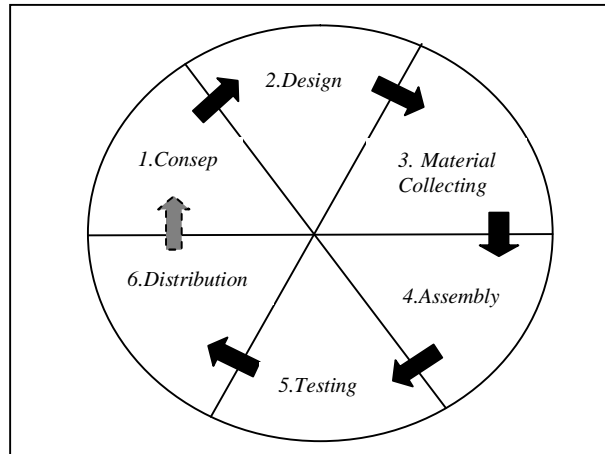 1.Consep
2.Design
3. Material
Collecting
4.Assembly
5.Testing
6.Distribution